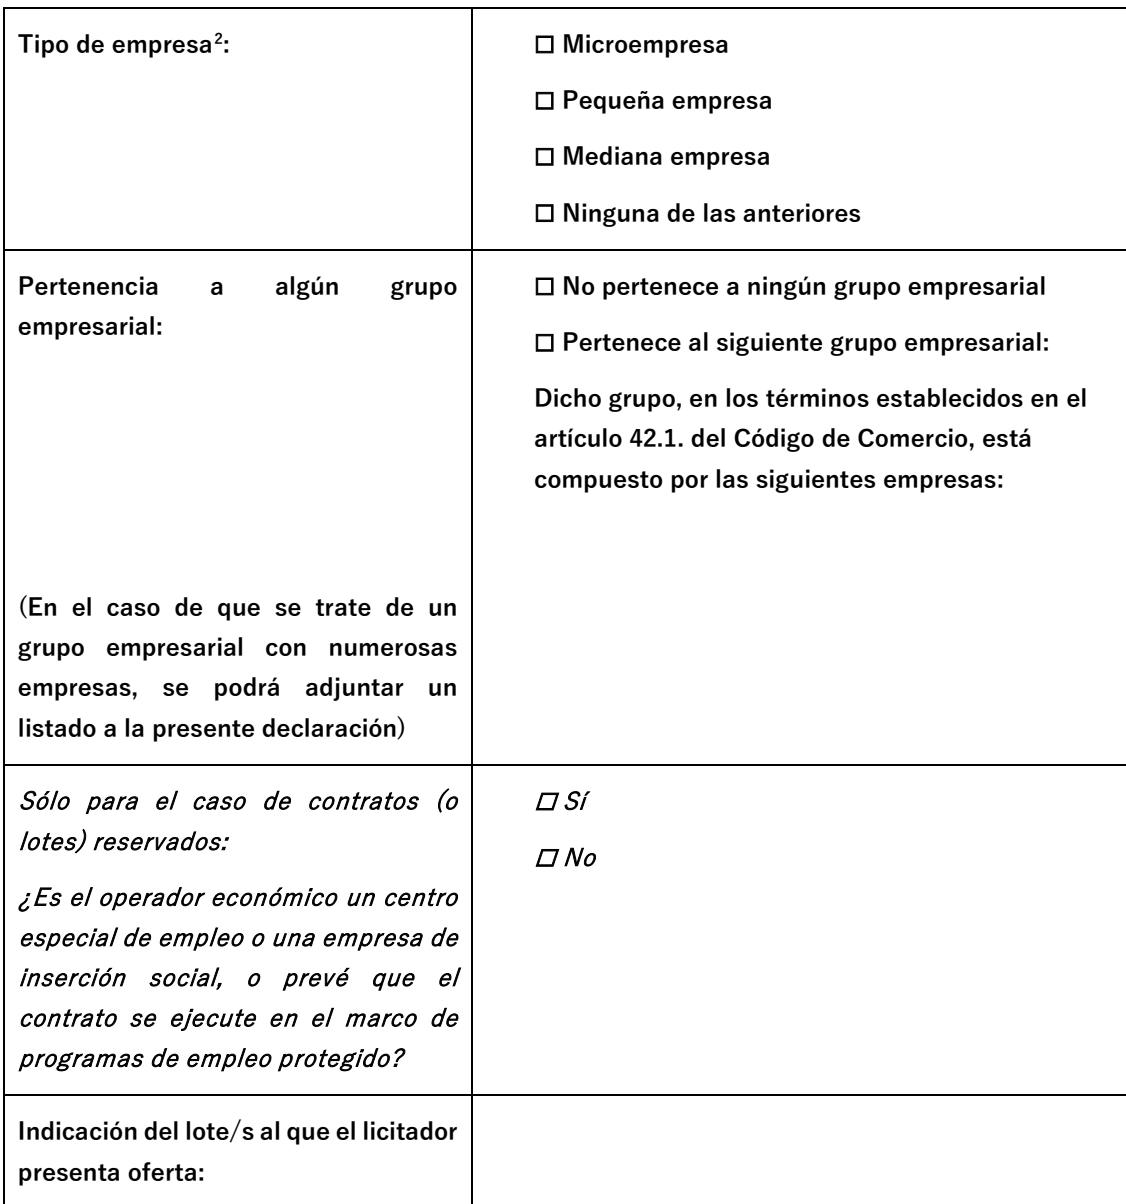 Tipo de empresa²:
☐ Microempresa
☐ Pequeña empresa
☐ Mediana empresa
☐ Ninguna de las anteriores
Pertenencia a algún grupo
empresarial:
(En el caso de que se trate de un
grupo empresarial con numerosas
empresas, se podrá adjuntar un
listado a la presente declaración)
☐ No pertenece a ningún grupo empresarial
☐ Pertenece al siguiente grupo empresarial:
Dicho grupo, en los términos establecidos en el
artículo 42.1. del Código de Comercio, está
compuesto por las siguientes empresas:
Sólo para el caso de contratos (o
lotes) reservados:
¿Es el operador económico un centro
especial de empleo o una empresa de
inserción social, o prevé que el
contrato se ejecute en el marco de
programas de empleo protegido?
☐ Sí
☐ No
Indicación del lote/s al que el licitador
presenta oferta: